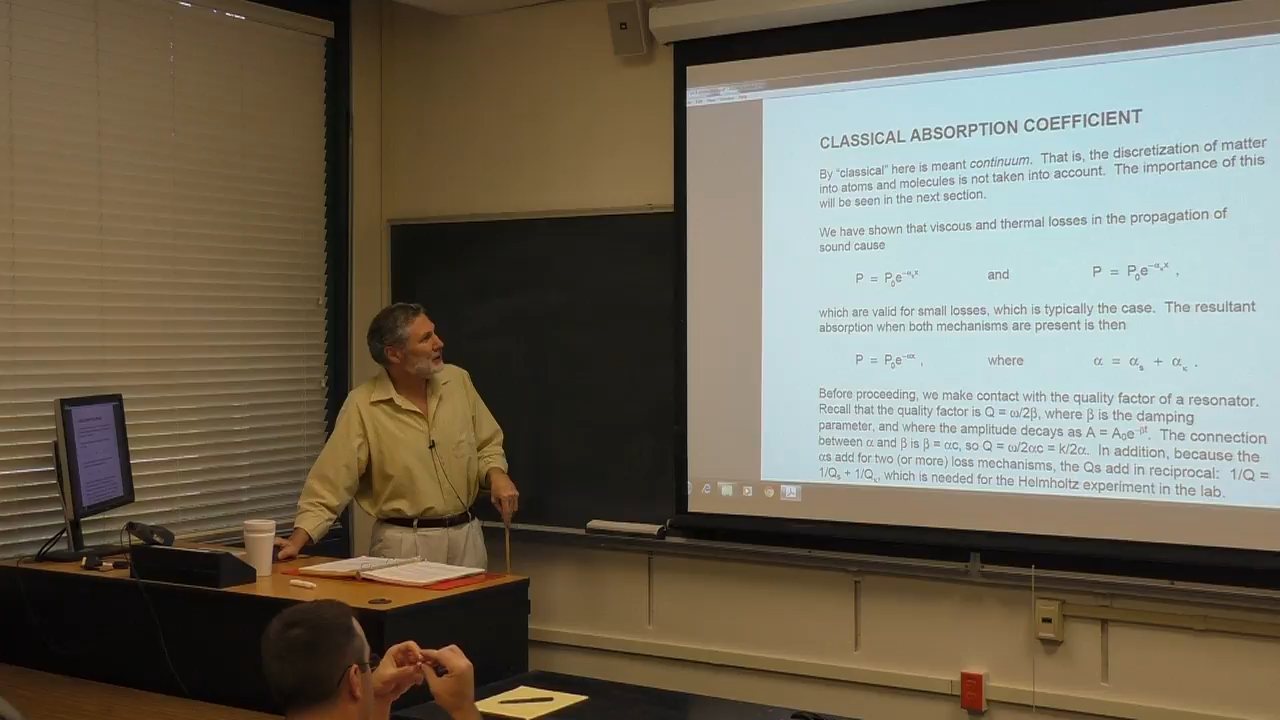 CLASSICAL ABSORPTION COEFFICIENT
By “classical” here is meant continuum. That is, the discretization of matter
into atoms and molecules is not taken into account. The importance of this
will be seen in the next section.
We have shown that viscous and thermal losses in the propagation of
sound cause
P = P₀e^(−αₛx) and P = P₀e^(−α_κx) ,
which are valid for small losses, which is typically the case. The resultant
absorption when both mechanisms are present is then
P = P₀e^(−αx) , where α = αₛ + α_κ .
Before proceeding, we make contact with the quality factor of a resonator.
Recall that the quality factor is Q = ω/2β, where β is the damping
parameter, and where the amplitude decays as A = A₀e^(−βt). The connection
between α and β is β = αc, so Q = ω/2αc = k/2α. In addition, because the
αs add for two (or more) loss mechanisms, the Qs add in reciprocal: 1/Q =
1/Qₛ + 1/Q_κ, which is needed for the Helmholtz experiment in the lab.